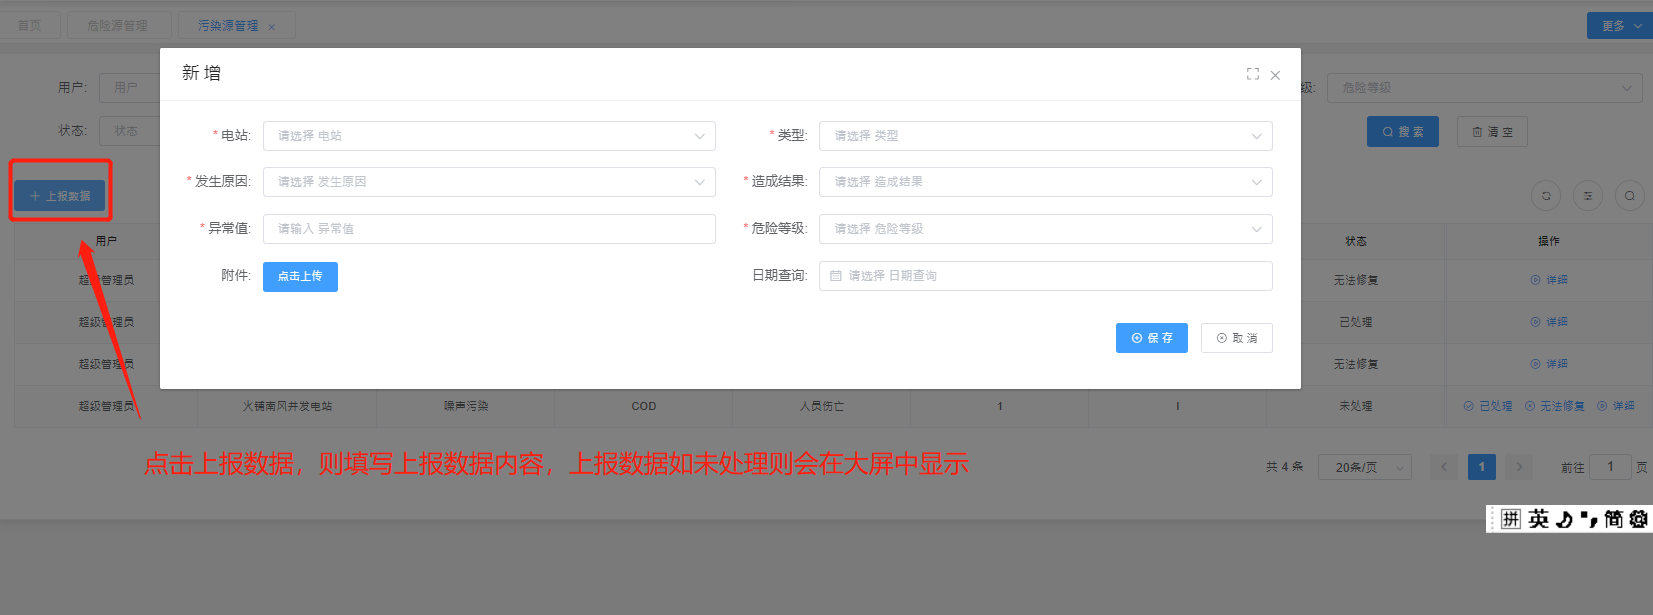 首页 危险源管理 污染源管理 × 更多
新 增
用户: 用户 级: 危险等级
状态: 状态 搜 索 清 空
* 电站: 请选择 电站 * 类型: 请选择 类型
* 发生原因: 请选择 发生原因 * 造成结果: 请选择 造成结果
+ 上报数据
* 异常值: 请输入 异常值 * 危险等级: 请选择 危险等级
用户 状态 操作
附件: 点击上传 日期查询: 请选择 日期查询
超级管理员 无法修复 详细
超级管理员 已处理 详细
保 存 取 消
超级管理员 无法修复 详细
超级管理员 火铺南风井发电站 噪声污染 COD 人员伤亡 1 I 未处理 已处理 无法修复 详细
点击上报数据，则填写上报数据内容，上报数据如未处理则会在大屏中显示
共 4 条 20条/页 < 1 > 前往 1 页
拼 英 简